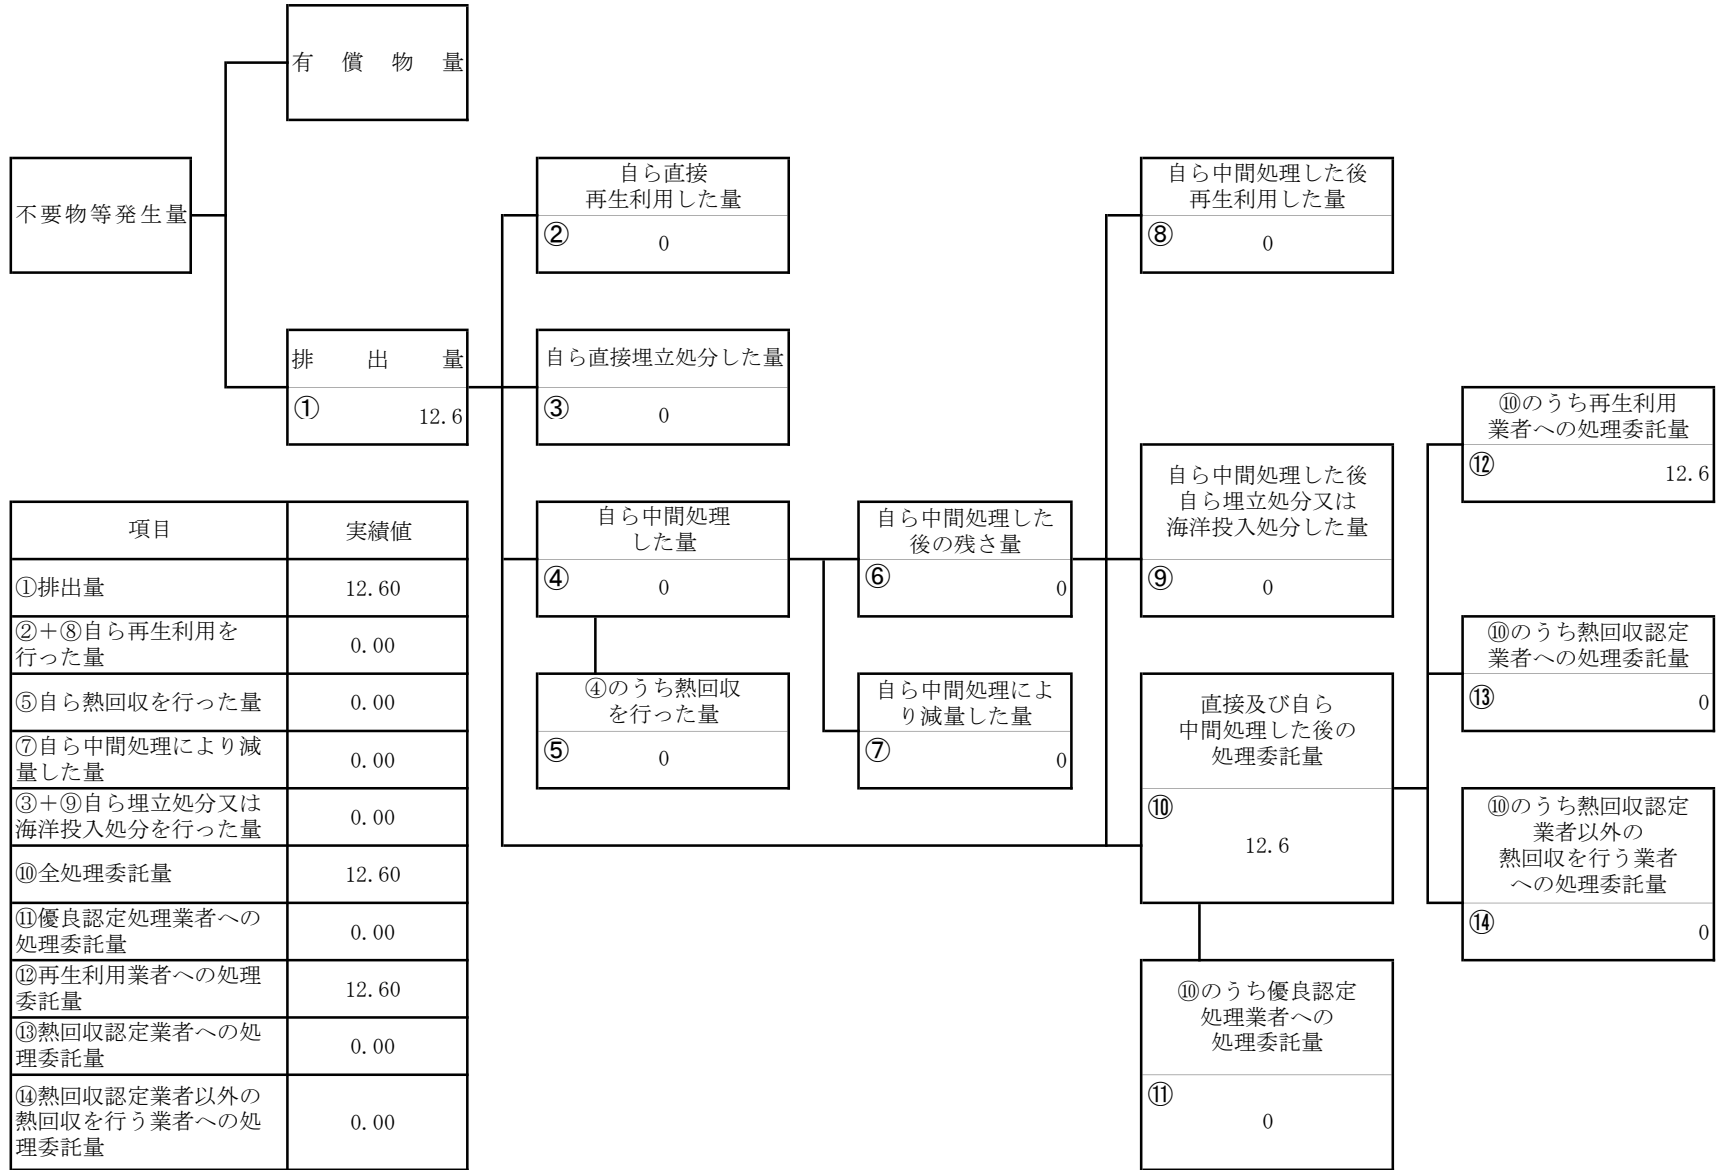 有償物量
不要物等発生量
自ら直接
再生利用した量
② 0
自ら中間処理した後
再生利用した量
⑧ 0
排出量
① 12.6
自ら直接埋立処分した量
③ 0
⑩のうち再生利用
業者への処理委託量
⑫ 12.6
自ら中間処理した後
自ら埋立処分又は
海洋投入処分した量
⑨ 0
自ら中間処理
した量
④ 0
自ら中間処理した
後の残さ量
⑥ 0
⑩のうち熱回収認定
業者への処理委託量
⑬ 0
④のうち熱回収
を行った量
⑤ 0
自ら中間処理によ
り減量した量
⑦ 0
直接及び自ら
中間処理した後の
処理委託量
⑩
12.6
⑩のうち熱回収認定
業者以外の
熱回収を行う業者
への処理委託量
⑭ 0
⑩のうち優良認定
処理業者への
処理委託量
⑪
0
項目 実績値
①排出量 12.60
②＋⑧自ら再生利用を
行った量 0.00
⑤自ら熱回収を行った量 0.00
⑦自ら中間処理により減
量した量 0.00
③＋⑨自ら埋立処分又は
海洋投入処分を行った量 0.00
⑩全処理委託量 12.60
⑪優良認定処理業者への
処理委託量 0.00
⑫再生利用業者への処理
委託量 12.60
⑬熱回収認定業者への処
理委託量 0.00
⑭熱回収認定業者以外の
熱回収を行う業者への処
理委託量 0.00